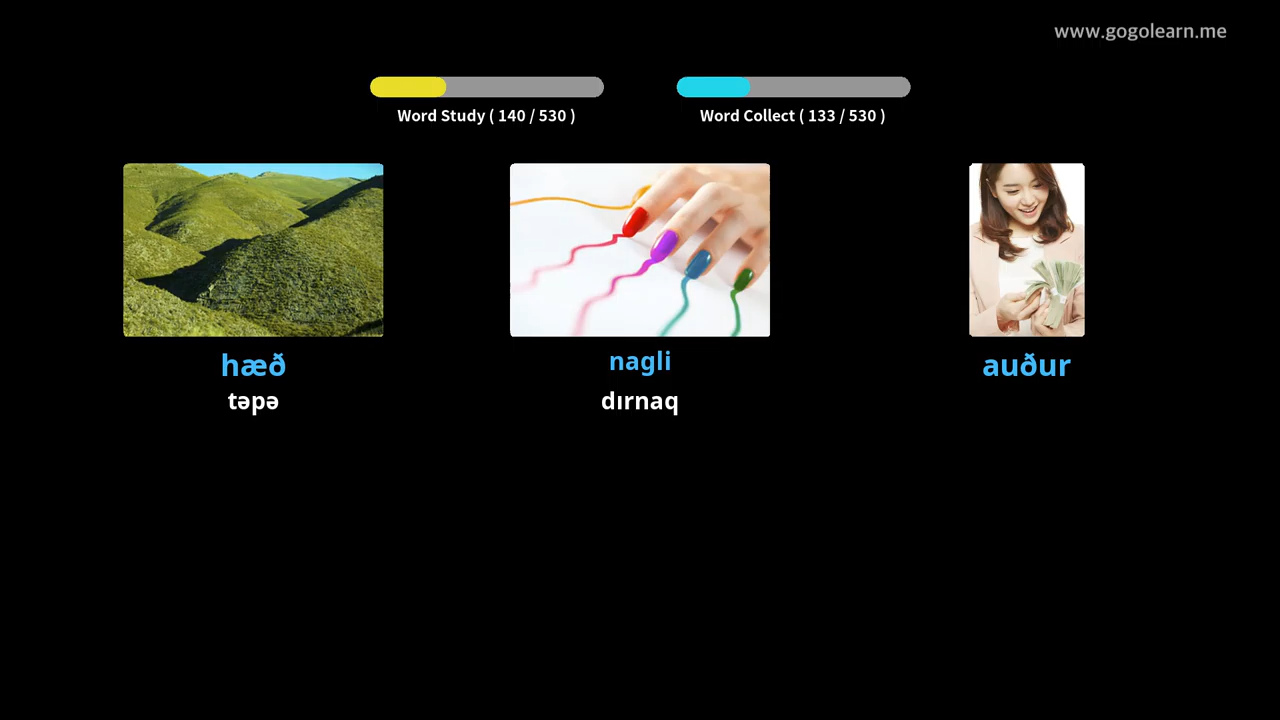 www.gogolearn.me
Word Study ( 140 / 530 )
Word Collect ( 133 / 530 )
hæð
təpə
nagli
dırnaq
auður